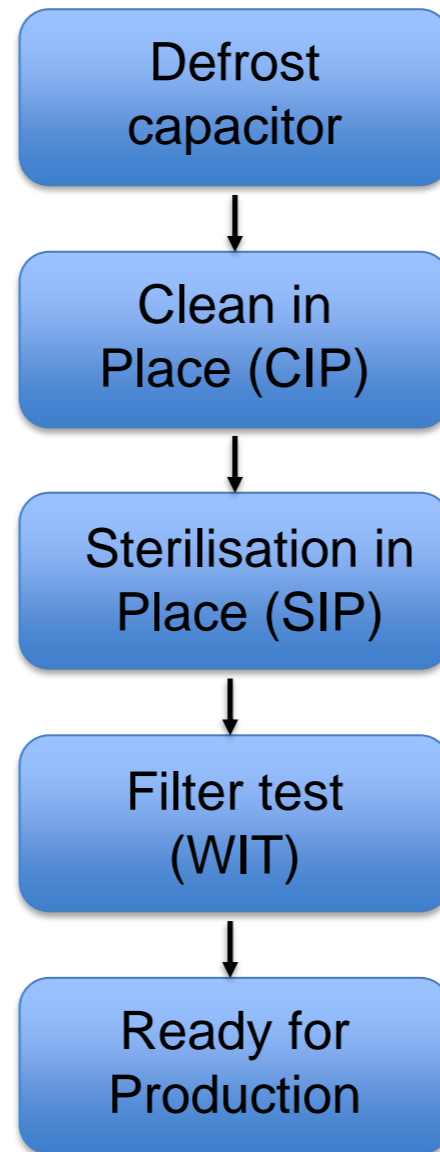 Defrost
capacitor
Clean in
Place (CIP)
Sterilisation in
Place (SIP)
Filter test
(WIT)
Ready for
Production